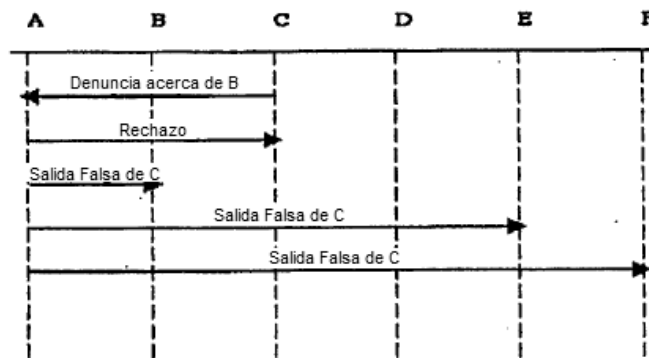 A B C D E F
Denuncia acerca de B
Rechazo
Salida Falsa de C
Salida Falsa de C
Salida Falsa de C